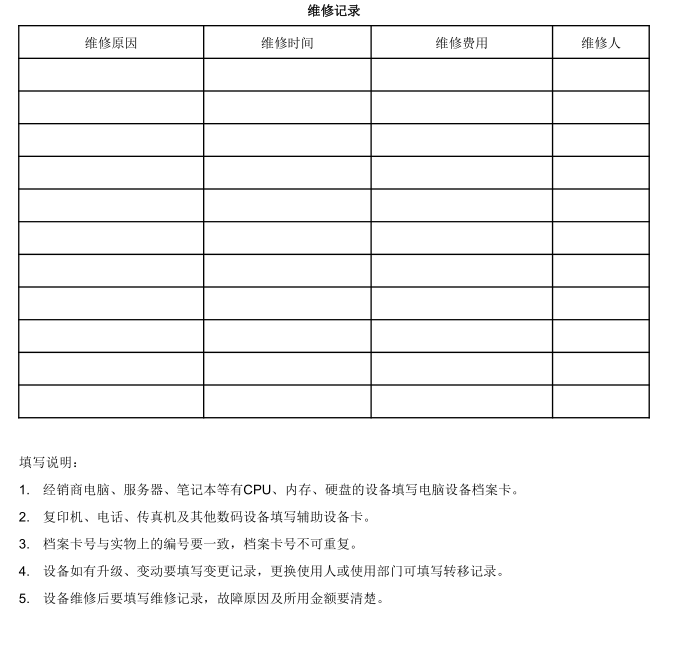 维修记录
维修原因 维修时间 维修费用 维修人
填写说明：
1. 经销商电脑、服务器、笔记本等有CPU、内存、硬盘的设备填写电脑设备档案卡。
2. 复印机、电话、传真机及其他数码设备填写辅助设备卡。
3. 档案卡号与实物上的编号要一致，档案卡号不可重复。
4. 设备如有升级、变动要填写变更记录，更换使用人或使用部门可填写转移记录。
5. 设备维修后要填写维修记录，故障原因及所用金额要清楚。